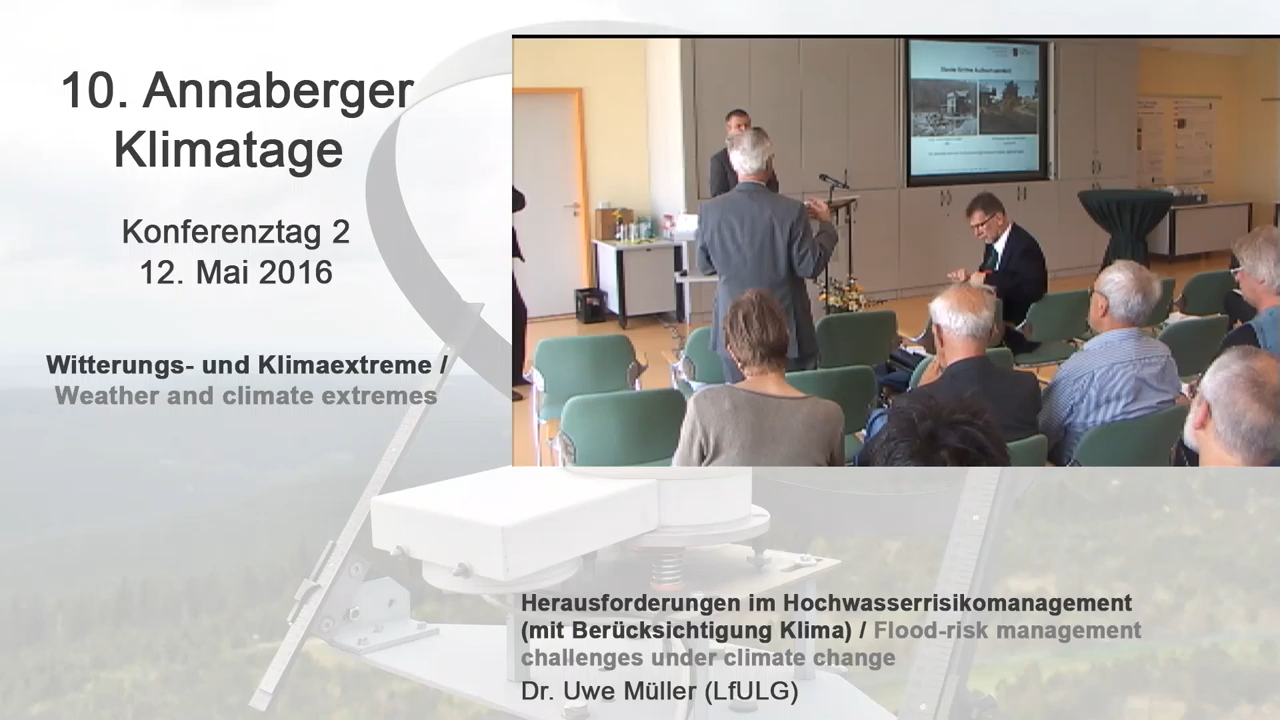 10. Annaberger
Klimatage
Konferenztag 2
12. Mai 2016
Witterungs- und Klimaextreme /
Weather and climate extremes
Herausforderungen im Hochwasserrisikomanagement
(mit Berücksichtigung Klima) / Flood-risk management
challenges under climate change
Dr. Uwe Müller (LfULG)